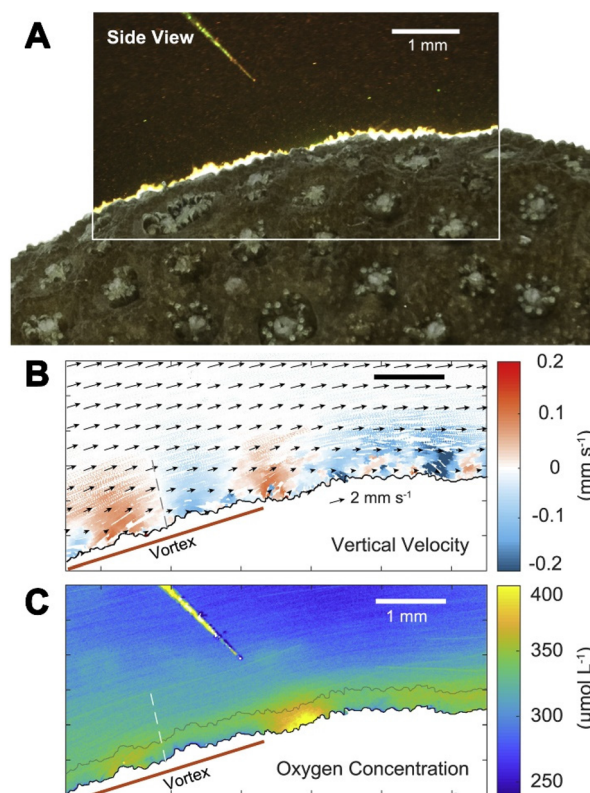 A
Side View
1 mm
B
0.2
0.1
0
-0.1
-0.2
(mm s⁻¹)
2 mm s⁻¹
Vortex
Vertical Velocity
C
1 mm
400
350
300
250
(µmol L⁻¹)
Vortex
Oxygen Concentration